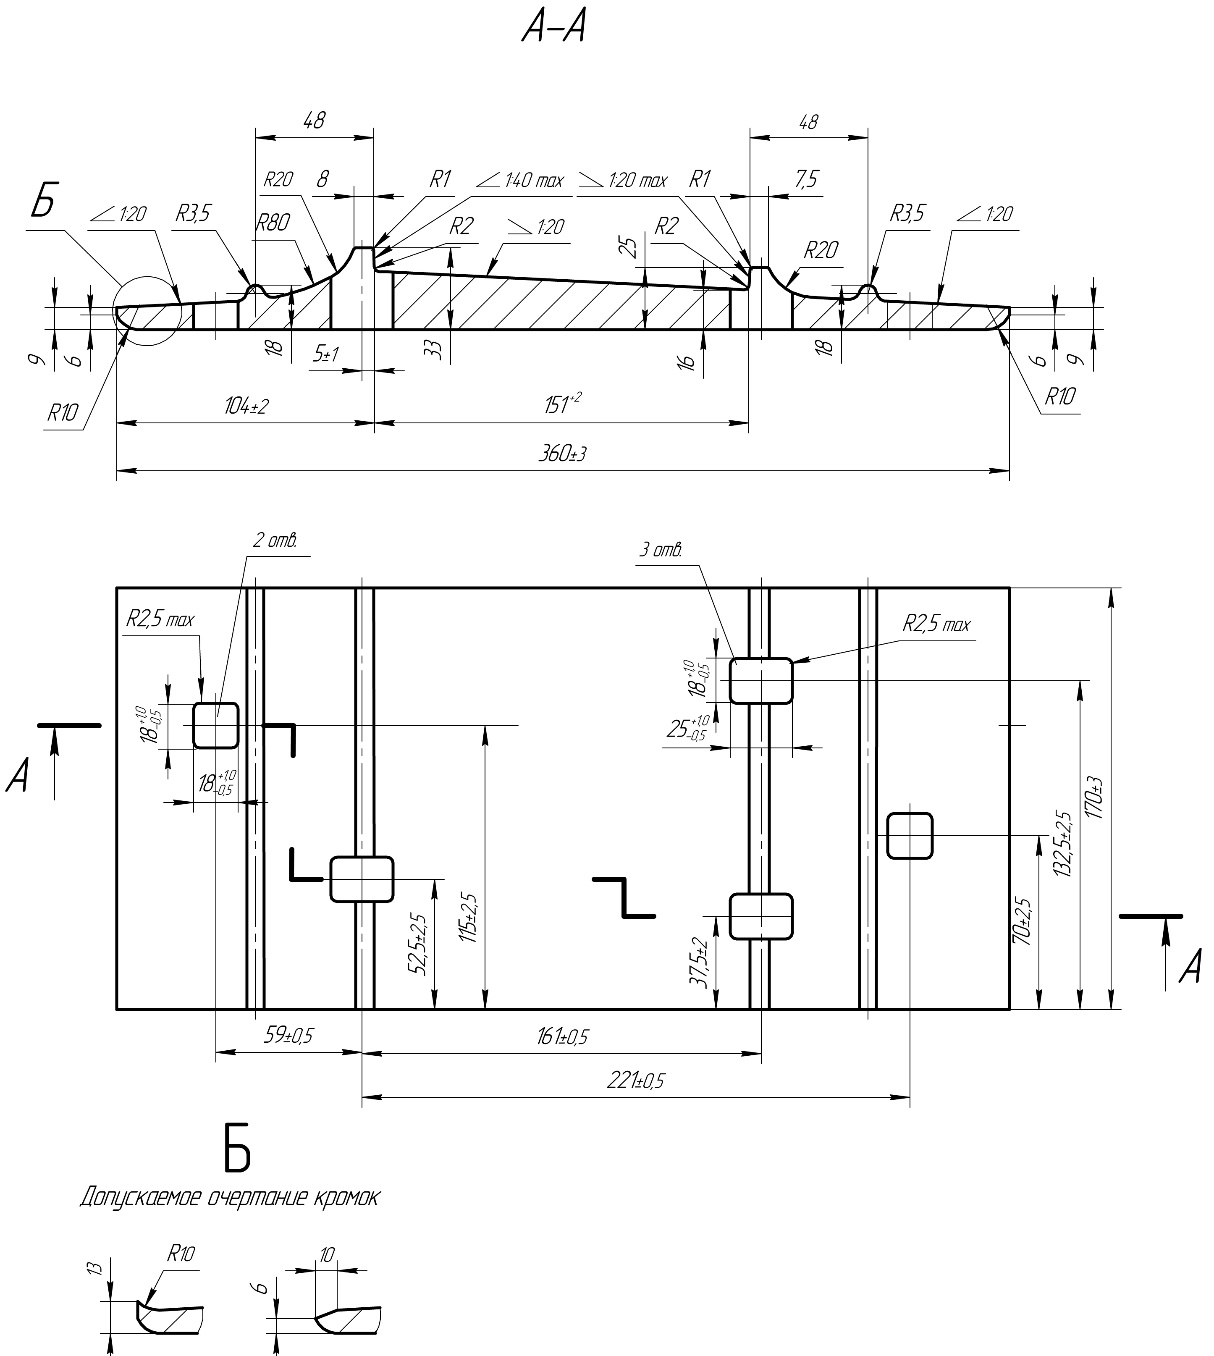 А–А
48
48
R20
8
R1
1:40 max
1:20 max
R1
7,5
Б
1:20
R3,5
R80
R2
1:20
R2
25
R20
R3,5
1:20
9
6
18
5±1
33
16
18
6
9
R10
104±2
151+2
R10
360±3
2 отв.
3 отв.
R2,5 max
R2,5 max
18+1,0 -0,5
18+1,0 -0,5
25+1,0 -0,5
18+1,0 -0,5
А
170±3
132,5±2,5
115±2,5
52,5±2,5
37,5±2
70±2,5
А
59±0,5
161±0,5
221±0,5
Б
Допускаемое очертание кромок
13
R10
6
10